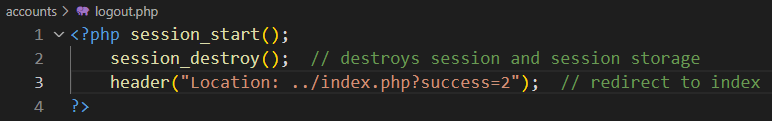 accounts > logout.php
1 <?php session_start();
2 session_destroy();  // destroys session and session storage
3 header("Location: ../index.php?success=2");  // redirect to index
4 ?>